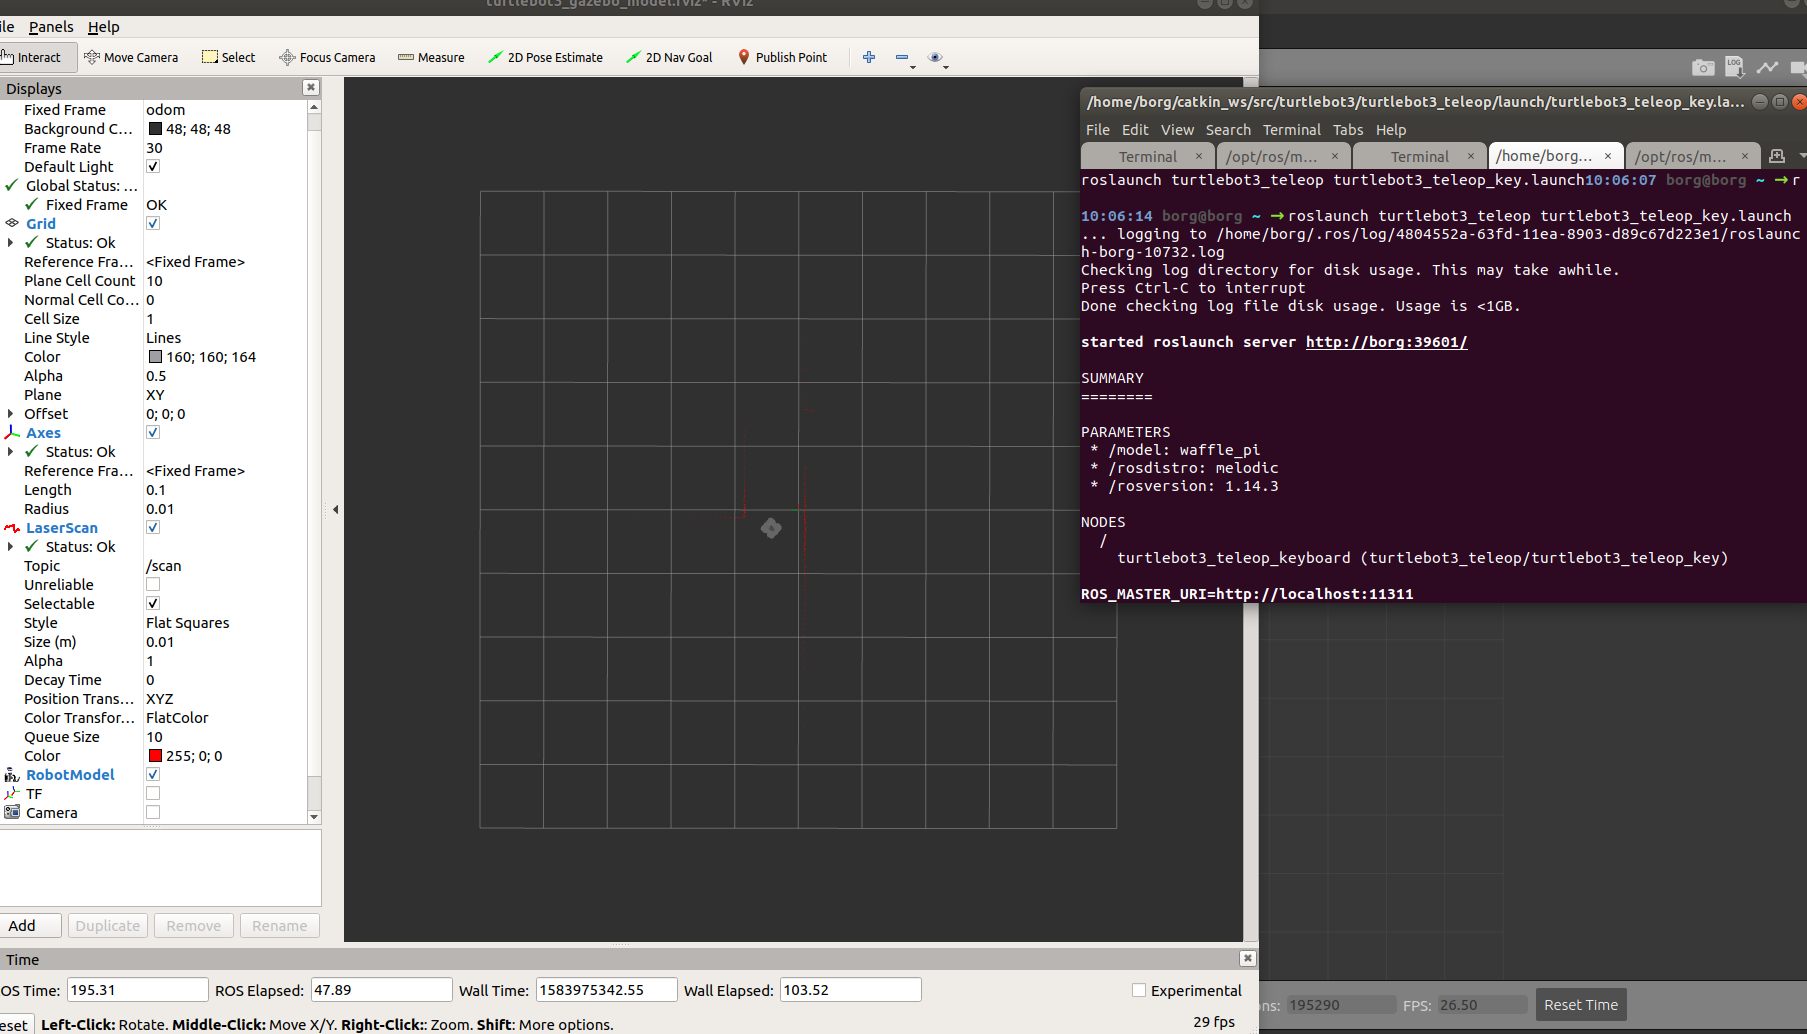 turtlebot3_gazebo_model.rviz* - RViz
ile Panels Help
Interact Move Camera Select Focus Camera Measure 2D Pose Estimate 2D Nav Goal Publish Point
Displays
Fixed Frame odom
Background C... 48; 48; 48
Frame Rate 30
Default Light
Global Status: ...
Fixed Frame OK
Grid
Status: Ok
Reference Fra... <Fixed Frame>
Plane Cell Count 10
Normal Cell Co... 0
Cell Size 1
Line Style Lines
Color 160; 160; 164
Alpha 0.5
Plane XY
Offset 0; 0; 0
Axes
Status: Ok
Reference Fra... <Fixed Frame>
Length 0.1
Radius 0.01
LaserScan
Status: Ok
Topic /scan
Unreliable
Selectable
Style Flat Squares
Size (m) 0.01
Alpha 1
Decay Time 0
Position Trans... XYZ
Color Transfor... FlatColor
Queue Size 10
Color 255; 0; 0
RobotModel
TF
Camera
Add Duplicate Remove Rename
Time
OS Time: 195.31 ROS Elapsed: 47.89 Wall Time: 1583975342.55 Wall Elapsed: 103.52 Experimental
eset Left-Click: Rotate. Middle-Click: Move X/Y. Right-Click:: Zoom. Shift: More options. 29 fps
LOG
/home/borg/catkin_ws/src/turtlebot3/turtlebot3_teleop/launch/turtlebot3_teleop_key.la...
File Edit View Search Terminal Tabs Help
Terminal × /opt/ros/m... × Terminal × /home/borg... × /opt/ros/m... ×
roslaunch turtlebot3_teleop turtlebot3_teleop_key.launch10:06:07 borg@borg ~ →r
10:06:14 borg@borg ~ →roslaunch turtlebot3_teleop turtlebot3_teleop_key.launch
... logging to /home/borg/.ros/log/4804552a-63fd-11ea-8903-d89c67d223e1/roslaunc
h-borg-10732.log
Checking log directory for disk usage. This may take awhile.
Press Ctrl-C to interrupt
Done checking log file disk usage. Usage is <1GB.
started roslaunch server http://borg:39601/
SUMMARY
========
PARAMETERS
* /model: waffle_pi
* /rosdistro: melodic
* /rosversion: 1.14.3
NODES
/
turtlebot3_teleop_keyboard (turtlebot3_teleop/turtlebot3_teleop_key)
ROS_MASTER_URI=http://localhost:11311
ns: 195290 FPS: 26.50 Reset Time